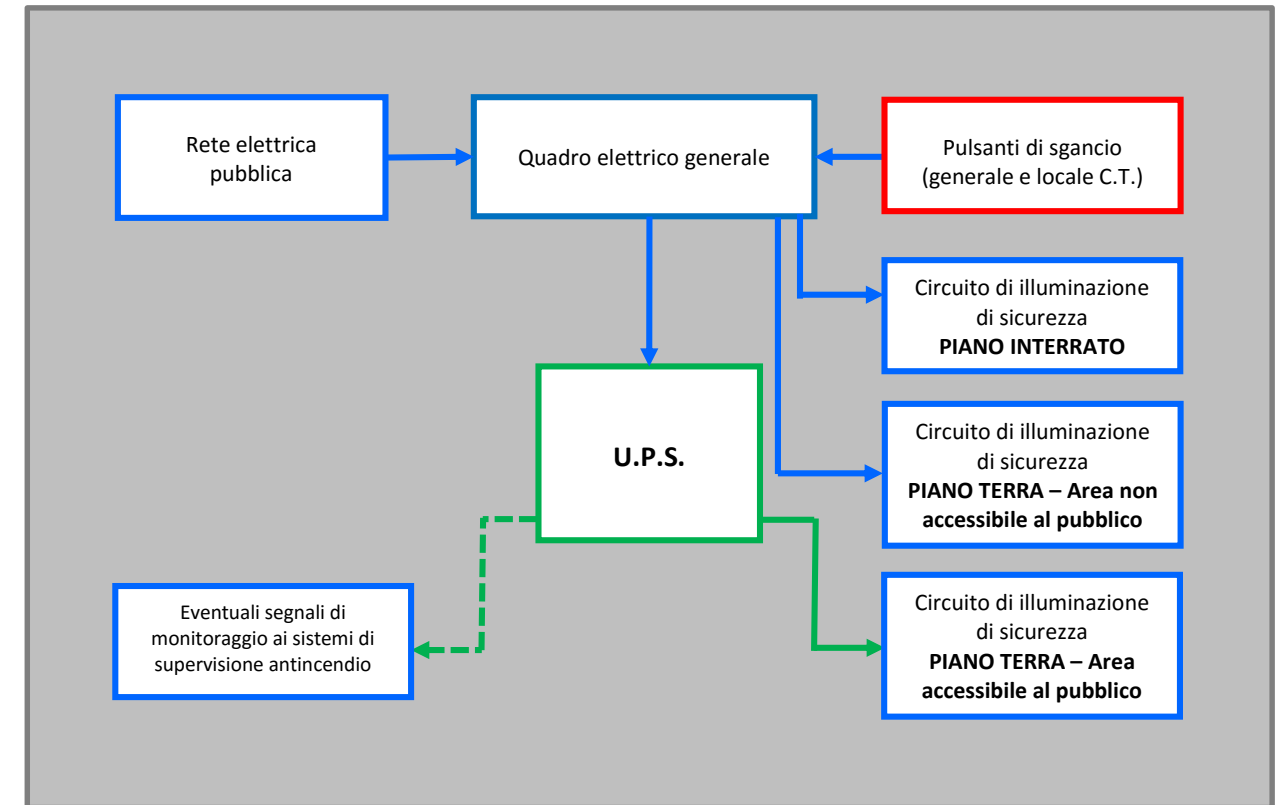 Rete elettrica
pubblica
Quadro elettrico generale
Pulsanti di sgancio
(generale e locale C.T.)
Circuito di illuminazione
di sicurezza
PIANO INTERRATO
U.P.S.
Circuito di illuminazione
di sicurezza
PIANO TERRA – Area non
accessibile al pubblico
Eventuali segnali di
monitoraggio ai sistemi di
supervisione antincendio
Circuito di illuminazione
di sicurezza
PIANO TERRA – Area
accessibile al pubblico